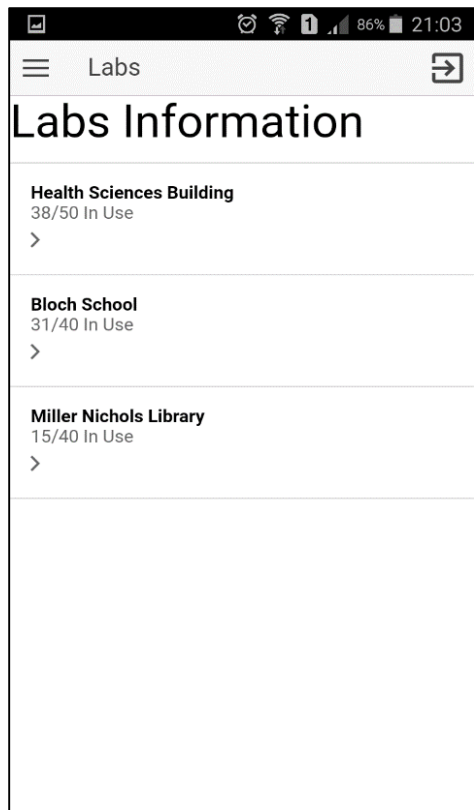 1 86% 21:03
Labs
Labs Information
Health Sciences Building
38/50 In Use
Bloch School
31/40 In Use
Miller Nichols Library
15/40 In Use